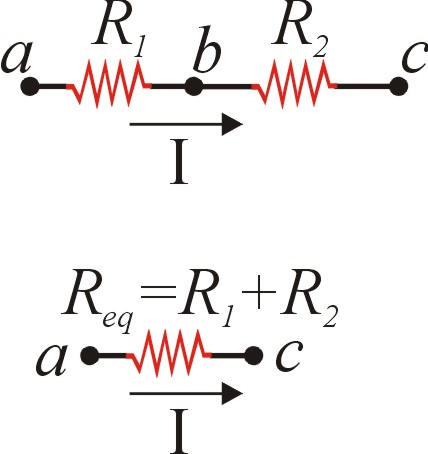 R1 R2
a b c
I
Req=R1+R2
a c
I